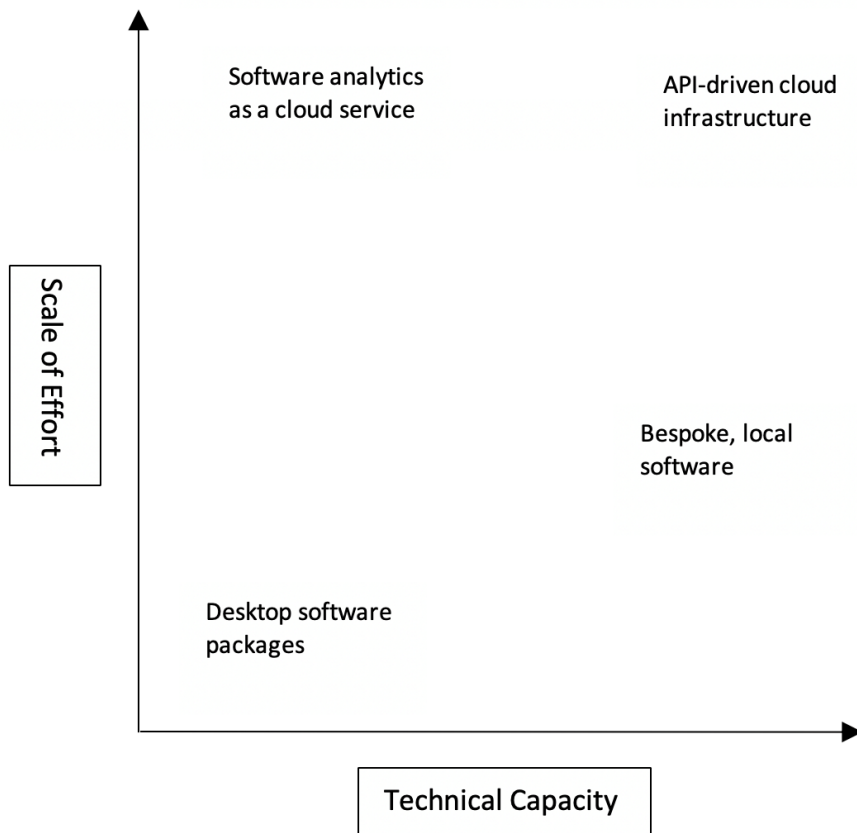 Software analytics
as a cloud service
API-driven cloud
infrastructure
Scale of Effort
Bespoke, local
software
Desktop software
packages
Technical Capacity